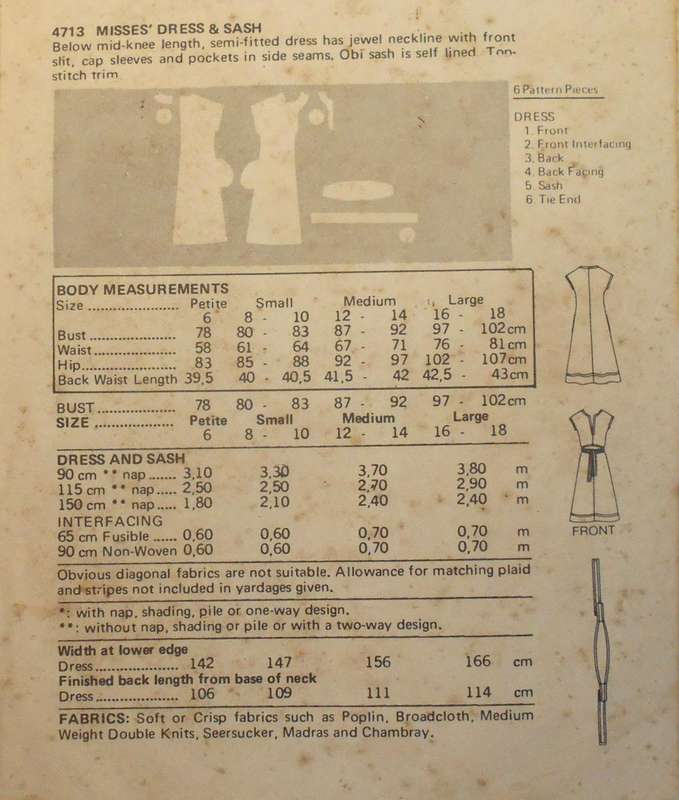 4713 MISSES' DRESS & SASH
Below mid-knee length, semi-fitted dress has jewel neckline with front
slit, cap sleeves and pockets in side seams. Obi sash is self lined. Top-
stitch trim
6 Pattern Pieces
DRESS
1. Front
2. Front Interfacing
3. Back
4. Back Facing
5. Sash
6. Tie End
BODY MEASUREMENTS
Size ....................... Petite Small Medium Large
6 8 - 10 12 - 14 16 - 18
Bust ..................... 78 80 - 83 87 - 92 97 - 102cm
Waist ..................... 58 61 - 64 67 - 71 76 - 81cm
Hip ....................... 83 85 - 88 92 - 97 102 - 107cm
Back Waist Length 39,5 40 - 40,5 41,5 - 42 42,5 - 43cm
BUST .................... 78 80 - 83 87 - 92 97 - 102cm
SIZE .................... Petite Small Medium Large
6 8 - 10 12 - 14 16 - 18
DRESS AND SASH
90 cm ** nap ....... 3,10 3,30 3,70 3,80 m
115 cm ** nap ..... 2,50 2,50 2,70 2,90 m
150 cm ** nap ..... 1,80 2,10 2,40 2,40 m
INTERFACING
65 cm Fusible ...... 0,60 0,60 0,70 0,70 m
90 cm Non-Woven 0,60 0,60 0,70 0,70 m
Obvious diagonal fabrics are not suitable. Allowance for matching plaid
and stripes not included in yardages given.
*: with nap, shading, pile or one-way design.
**: without nap, shading or pile or with a two-way design.
Width at lower edge
Dress ..................... 142 147 156 166 cm
Finished back length from base of neck
Dress ..................... 106 109 111 114 cm
FABRICS: Soft or Crisp fabrics such as Poplin, Broadcloth, Medium
Weight Double Knits, Seersucker, Madras and Chambray.
FRONT